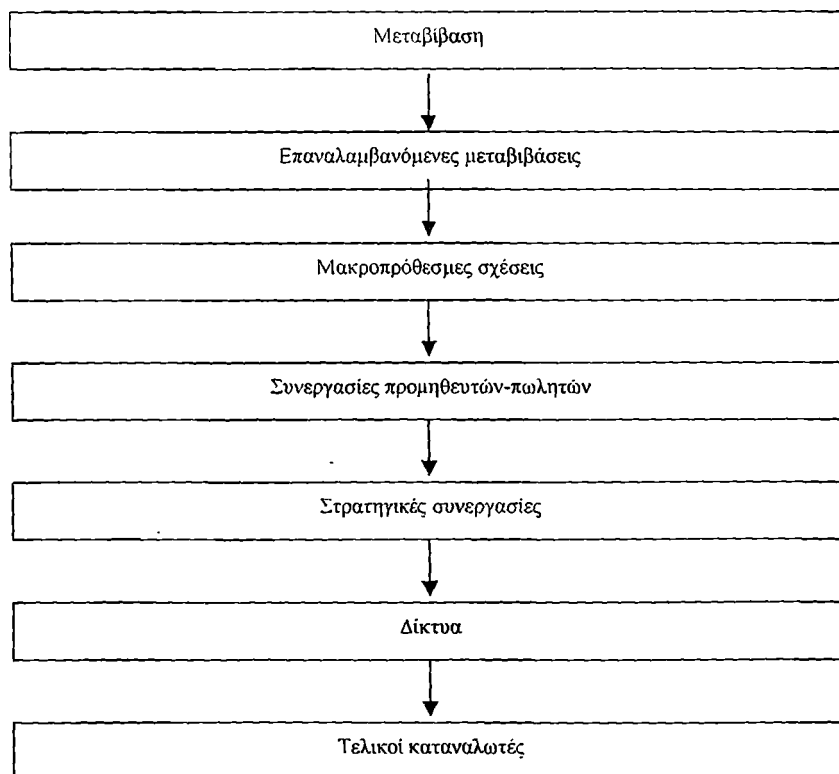 Μεταβίβαση
Επαναλαμβανόμενες μεταβιβάσεις
Μακροπρόθεσμες σχέσεις
Συνεργασίες προμηθευτών-πωλητών
Στρατηγικές συνεργασίες
Δίκτυα
Τελικοί καταναλωτές